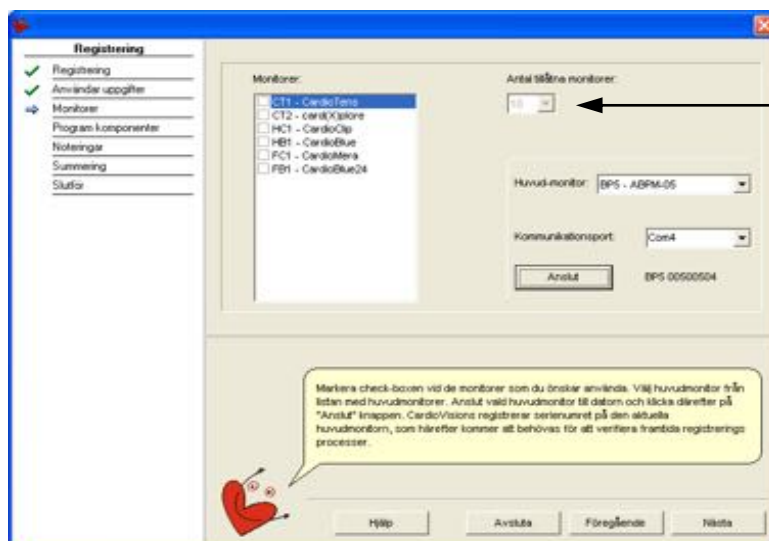 Registrering
Registrering
Användar uppgifter
Monitorer
Program komponenter
Noteringar
Summering
Slutför
Monitorer:
CT1 - CardioTens
CT2 - card(X)plore
HC1 - CardioClip
HB1 - CardioBlue
FC1 - CardioMera
FB1 - CardioBlue24
Antal tillåtna monitorer:
10
Huvud-monitor: BP5 - ABPM-05
Kommunikationsport: Com4
Anslut BP5 00500504
Markera check-boxen vid de monitorer som du önskar använda. Välj huvudmonitor från
listan med huvudmonitorer. Anslut vald huvudmonitor till datorn och klicka därefter på
"Anslut" knappen. CardioVisions registrerar serienumret på den aktuella
huvudmonitorn, som härefter kommer att behövas för att verifiera framtida registrerings
processer.
Hjälp Avsluta Föregående Nästa